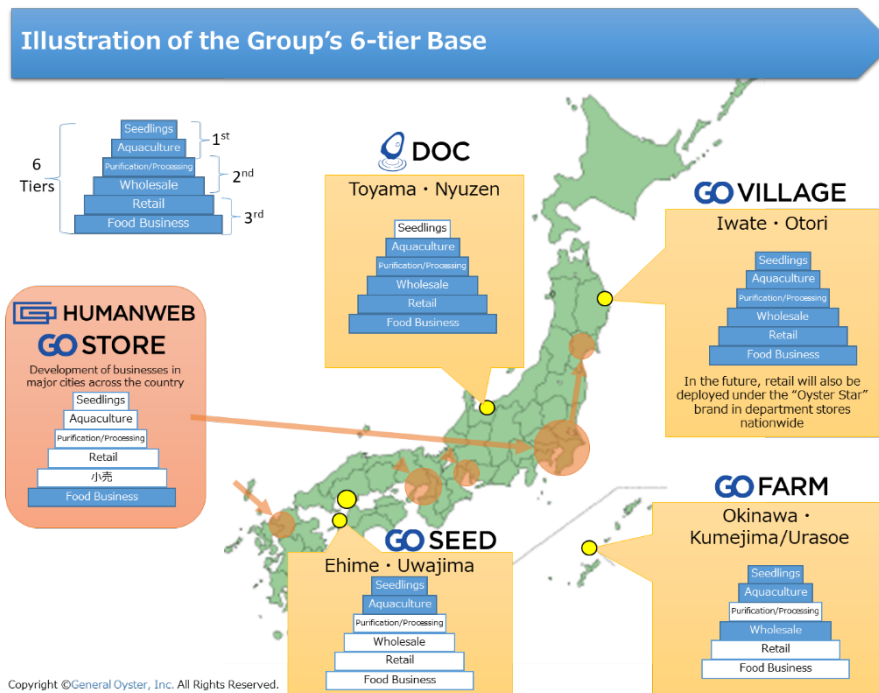 Illustration of the Group's 6-tier Base
6
Tiers
Seedlings
Aquaculture
Purification/Processing
Wholesale
Retail
Food Business
1st
2nd
3rd
DOC
Toyama・Nyuzen
Seedlings
Aquaculture
Purification/Processing
Wholesale
Retail
Food Business
GO VILLAGE
Iwate・Otori
Seedlings
Aquaculture
Purification/Processing
Wholesale
Retail
Food Business
In the future, retail will also be
deployed under the "Oyster Star"
brand in department stores
nationwide
HUMANWEB
GO STORE
Development of businesses in
major cities across the country
Seedlings
Aquaculture
Purification/Processing
Retail
小売
Food Business
GO SEED
Ehime・Uwajima
Seedlings
Aquaculture
Purification/Processing
Wholesale
Retail
Food Business
GO FARM
Okinawa・
Kumejima/Urasoe
Seedlings
Aquaculture
Purification/Processing
Wholesale
Retail
Food Business
Copyright ©General Oyster, Inc. All Rights Reserved.